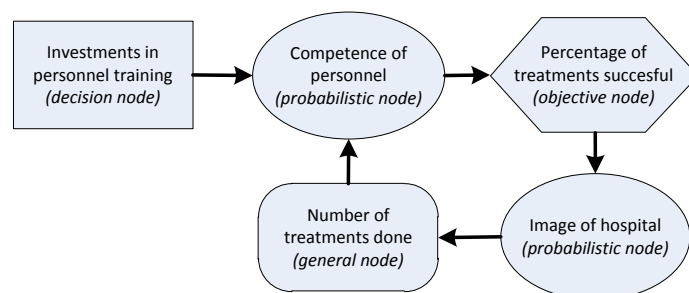 Investments in
personnel training
(decision node)
Competence of
personnel
(probabilistic node)
Percentage of
treatments succesful
(objective node)
Number of
treatments done
(general node)
Image of hospital
(probabilistic node)